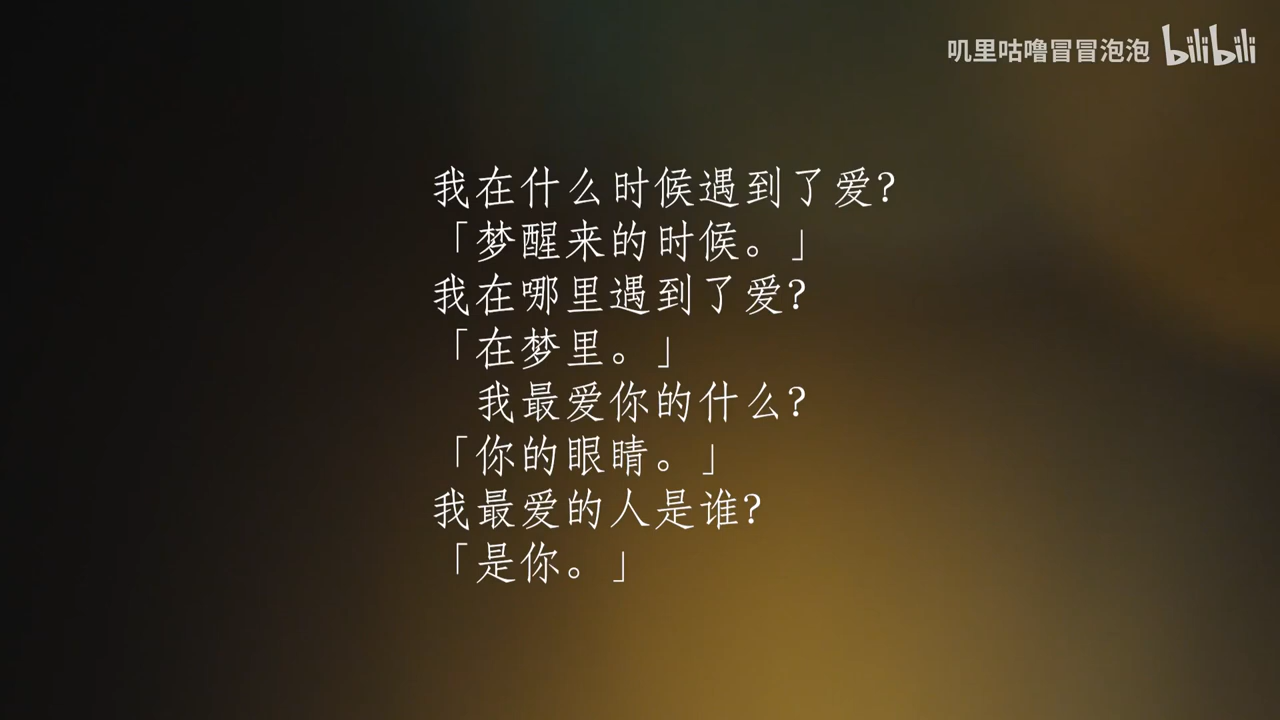 叽里咕噜冒冒泡泡 bilibili
我在什么时候遇到了爱?
「梦醒来的时候。」
我在哪里遇到了爱?
「在梦里。」
我最爱你的什么?
「你的眼睛。」
我最爱的人是谁?
「是你。」